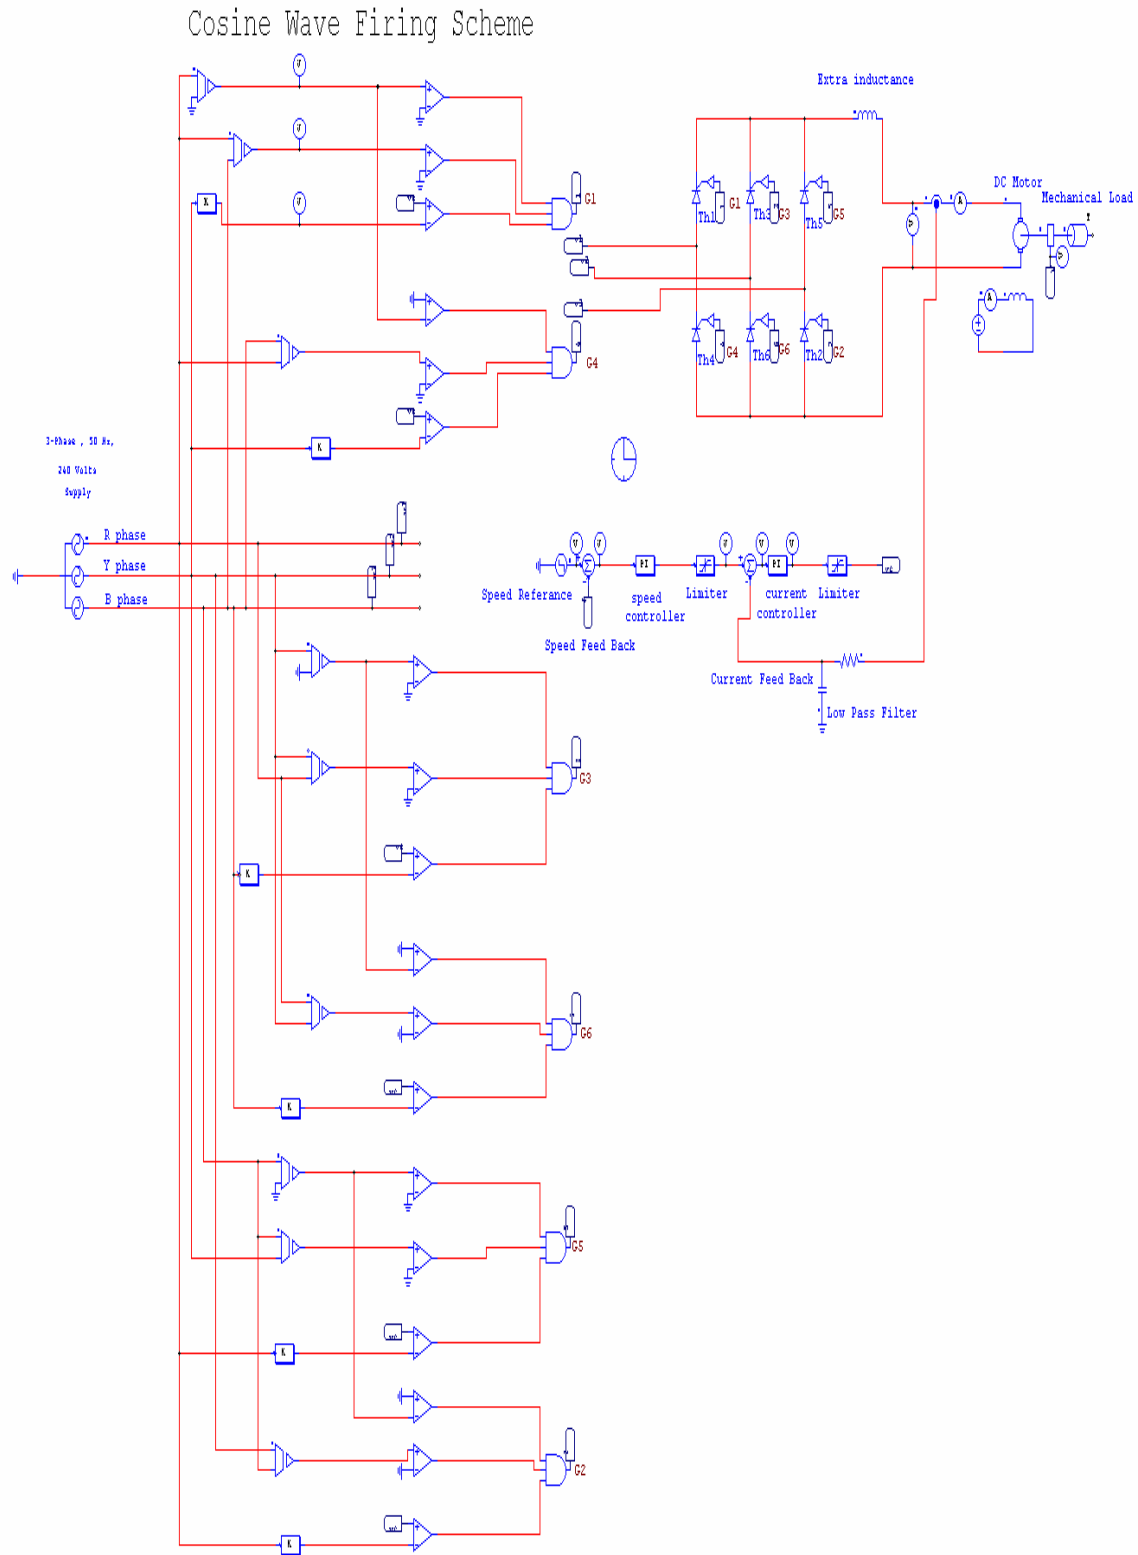 Cosine Wave Firing Scheme
Extra inductance
DC Motor
Mechanical Load
G1
K
Th1
G1
Th3
G3
Th5
G5
A
G4
Th4
G4
Th6
G6
Th2
G2
A
K
3-Phase , 50 Hz,
240 Volts
Supply
R phase
Y phase
B phase
PI
PI
Speed Referance
speed
controller
Limiter
current
controller
Limiter
Speed Feed Back
Current Feed Back
Low Pass Filter
G3
K
G6
K
G5
K
G2
K